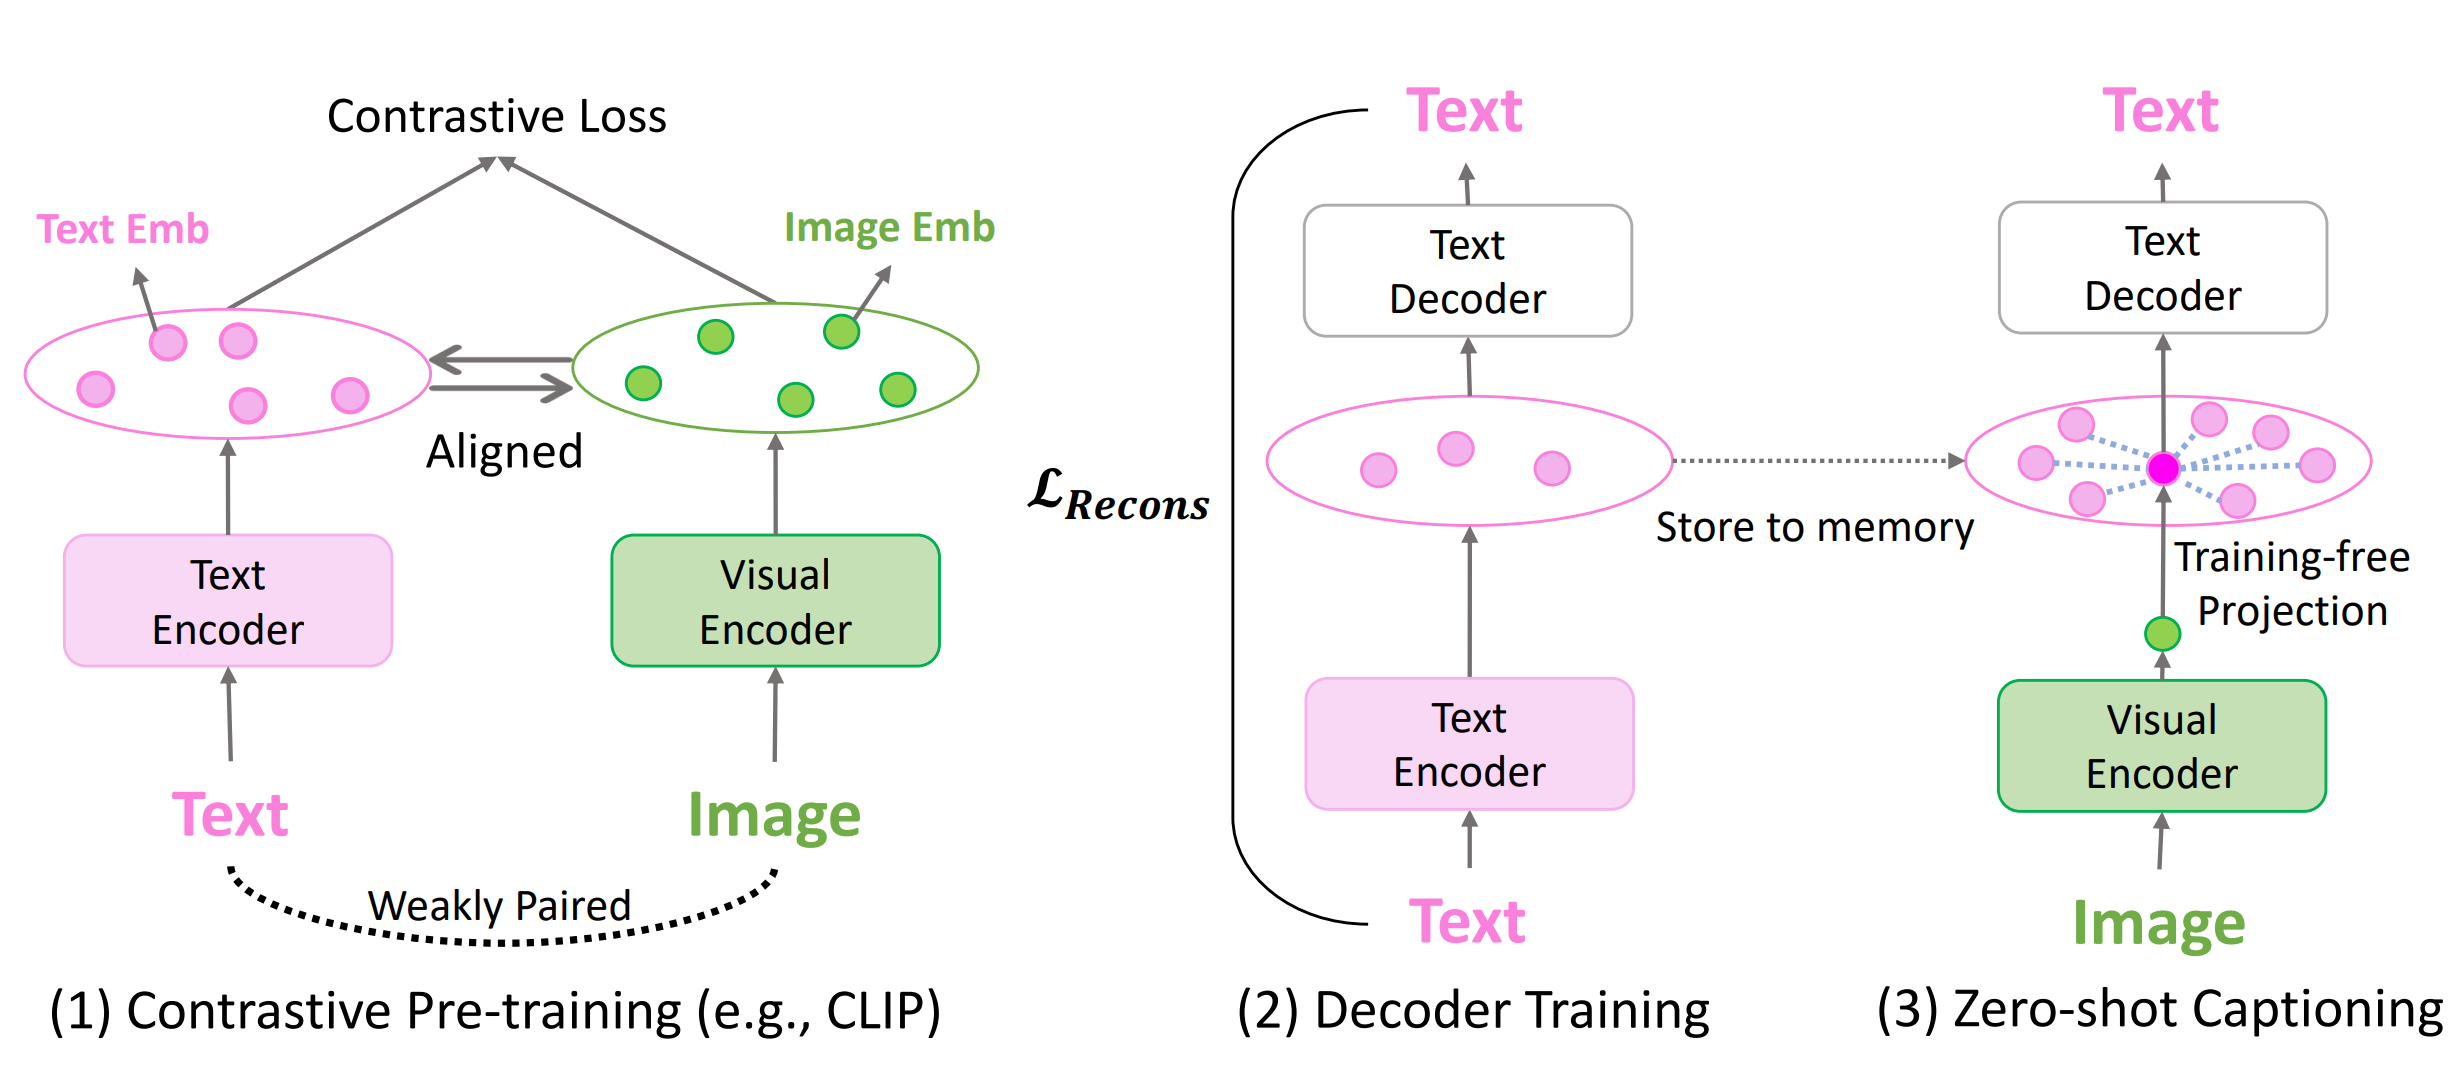 Contrastive Loss
Text Emb
Image Emb
Aligned
Text
Encoder
Visual
Encoder
Text
Image
Weakly Paired
(1) Contrastive Pre-training (e.g., CLIP)
Text
Text
Decoder
ℒRecons
Store to memory
Text
Encoder
Text
(2) Decoder Training
Text
Text
Decoder
Training-free
Projection
Visual
Encoder
Image
(3) Zero-shot Captioning